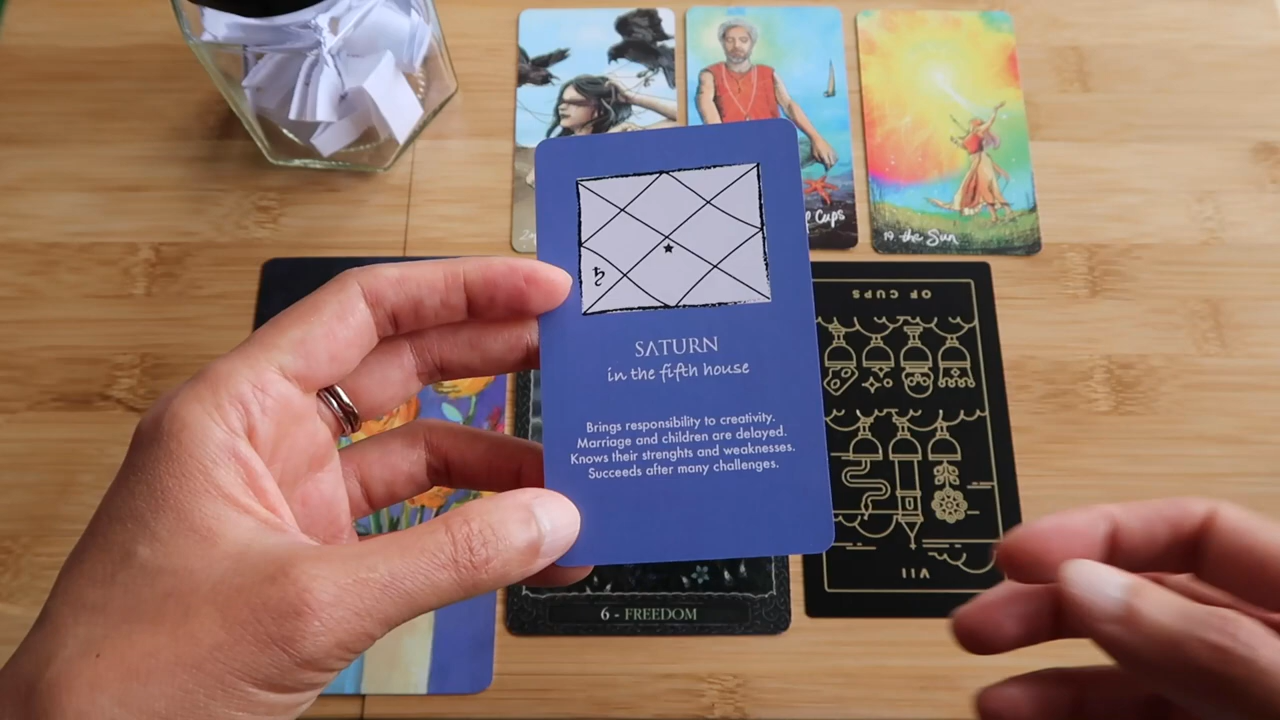 Cups
19 the Sun
OF CUPS
SATURN
in the fifth house
Brings responsibility to creativity.
Marriage and children are delayed.
Knows their strenghts and weaknesses.
Succeeds after many challenges.
VII
6 - FREEDOM